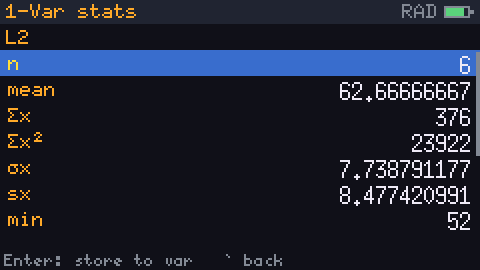 1-Var stats RAD
L2
n 6
mean 62.66666667
Σx 376
Σx² 23922
σx 7.738791177
sx 8.477420991
min 52
Enter: store to var ` back